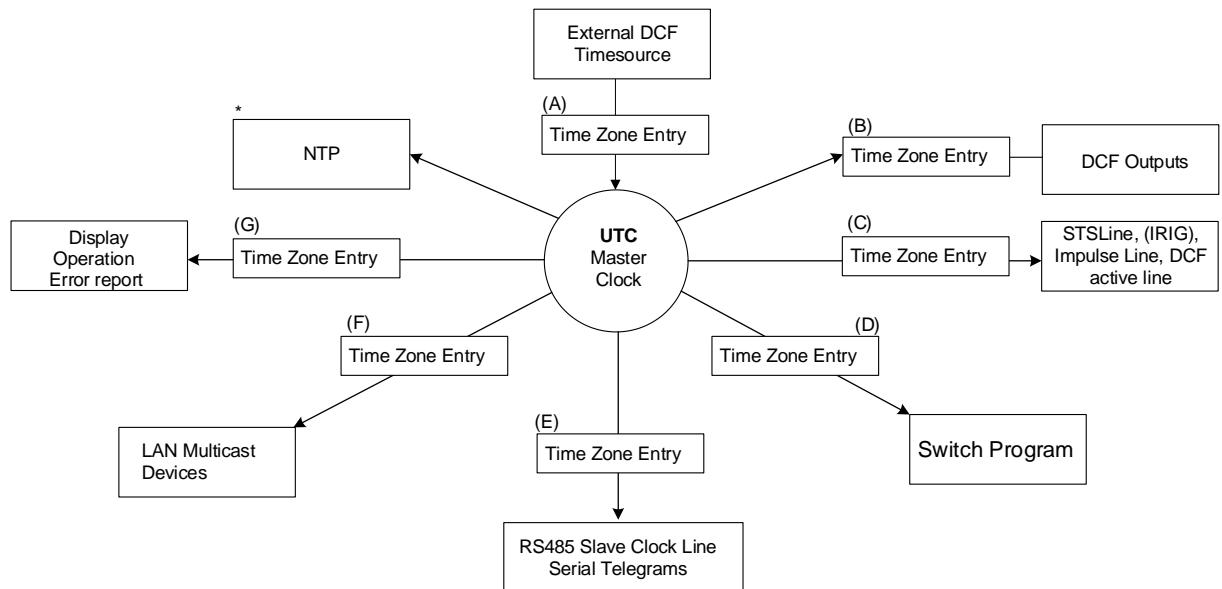 External DCF
Timesource
(A)
Time Zone Entry
*
NTP
(B)
Time Zone Entry
DCF Outputs
(G)
Time Zone Entry
Display
Operation
Error report
UTC
Master
Clock
(C)
Time Zone Entry
STSLine, (IRIG),
Impulse Line, DCF
active line
(F)
Time Zone Entry
(D)
Time Zone Entry
LAN Multicast
Devices
(E)
Time Zone Entry
Switch Program
RS485 Slave Clock Line
Serial Telegrams